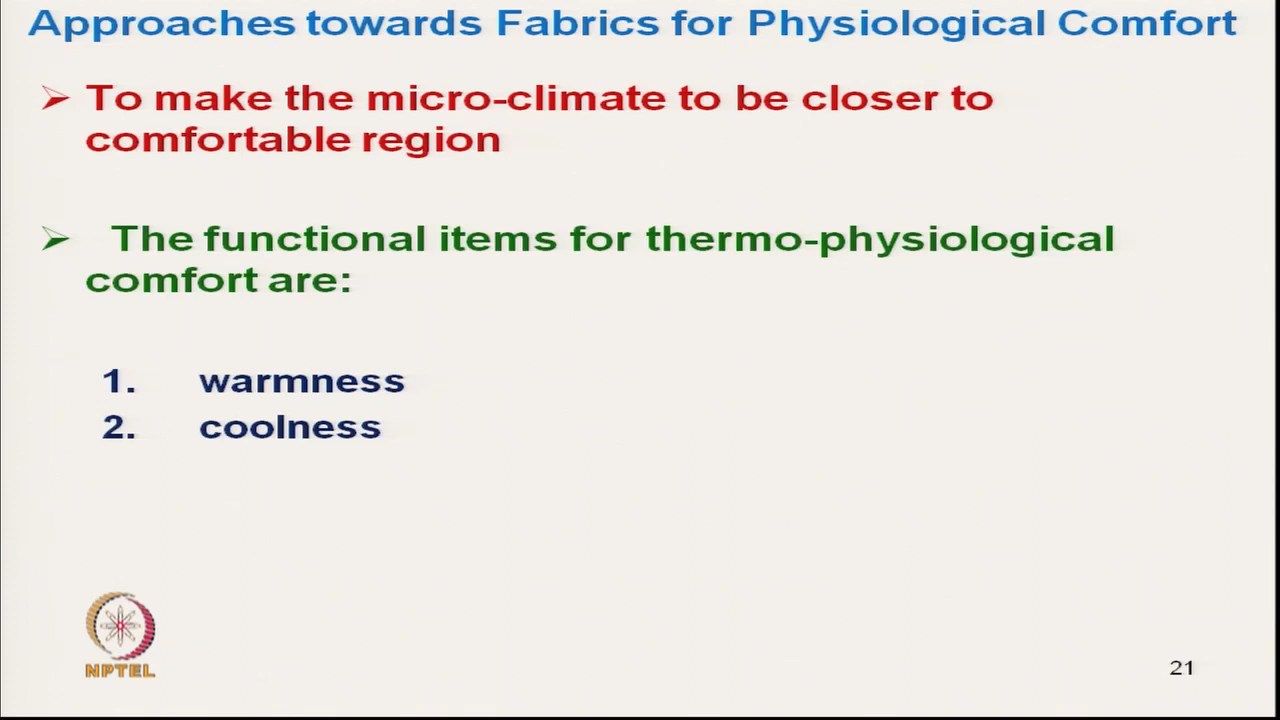 Approaches towards Fabrics for Physiological Comfort
To make the micro-climate to be closer to
comfortable region
The functional items for thermo-physiological
comfort are:
1. warmness
2. coolness
NPTEL
21